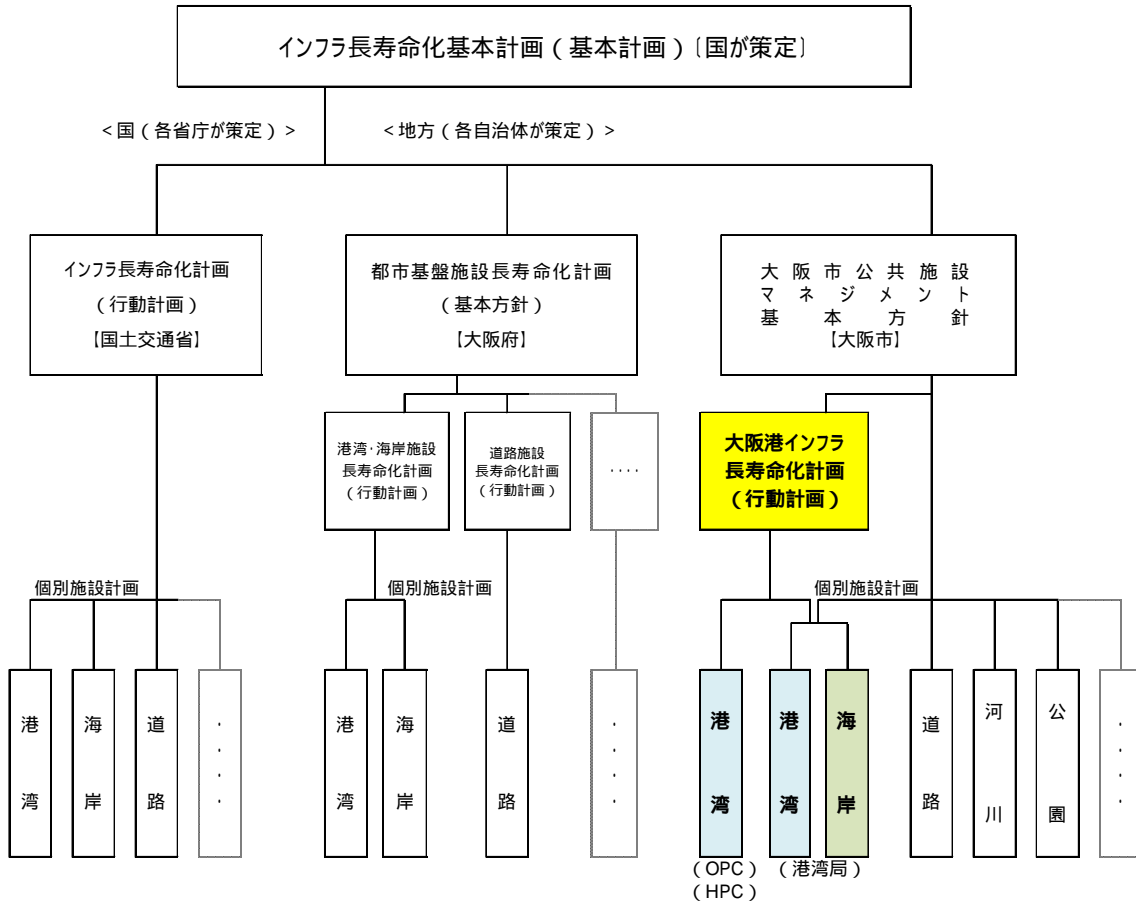 インフラ長寿命化基本計画（基本計画）〔国が策定〕
＜国（各省庁が策定）＞
＜地方（各自治体が策定）＞
インフラ長寿命化計画
（行動計画）
【国土交通省】
都市基盤施設長寿命化計画
（基本方針）
【大阪府】
大阪市公共施設
マネジメント
基本方針
【大阪市】
港湾・海岸施設
長寿命化計画
（行動計画）
道路施設
長寿命化計画
（行動計画）
····
大阪港インフラ
長寿命化計画
（行動計画）
個別施設計画
個別施設計画
個別施設計画
港湾
海岸
道路
····
港湾
海岸
道路
····
港湾
港湾
海岸
道路
河川
公園
····
（OPC）
（HPC）
（港湾局）